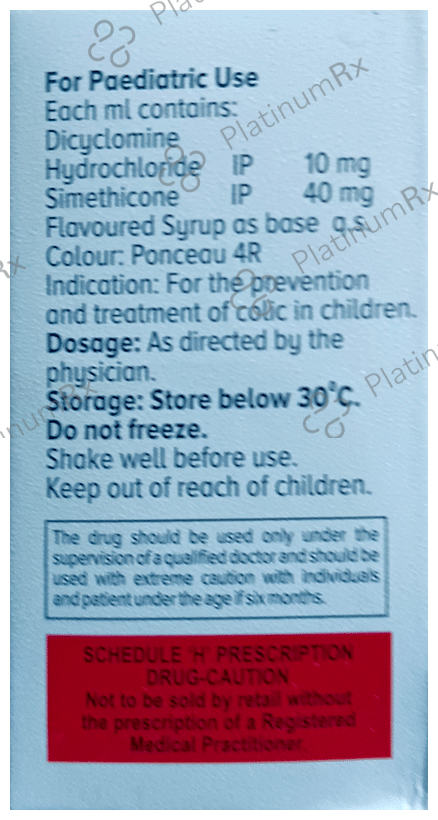 For Paediatric Use
Each ml contains:
Dicyclomine
Hydrochloride IP 10 mg
Simethicone IP 40 mg
Flavoured Syrup as base q.s.
Colour: Ponceau 4R
Indication: For the prevention
and treatment of colic in children.
Dosage: As directed by the
physician.
Storage: Store below 30°C.
Do not freeze.
Shake well before use.
Keep out of reach of children.
The drug should be used only under the
supervision of a qualified doctor and should be
used with extreme caution with individuals
and patient under the age if six months.
SCHEDULE 'H' PRESCRIPTION
DRUG-CAUTION
Not to be sold by retail without
the prescription of a Registered
Medical Practitioner.
PlatinumRx
PlatinumRx